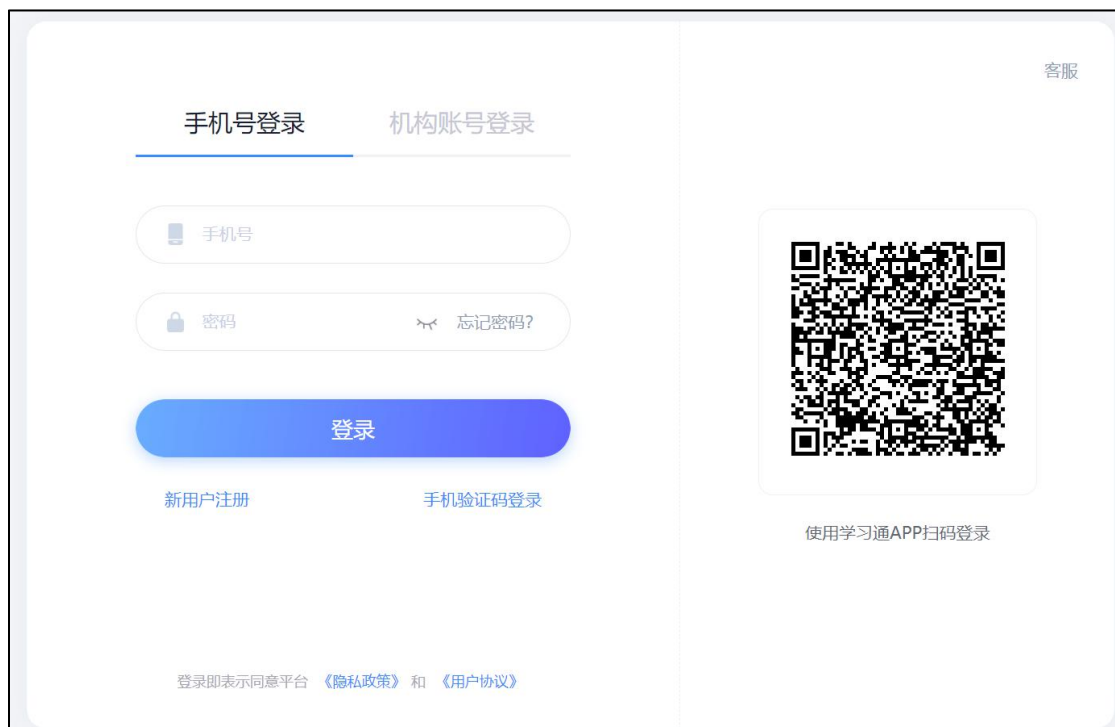 客服
手机号登录 机构账号登录
手机号
密码 忘记密码?
登录
新用户注册 手机验证码登录
使用学习通APP扫码登录
登录即表示同意平台 《隐私政策》 和 《用户协议》